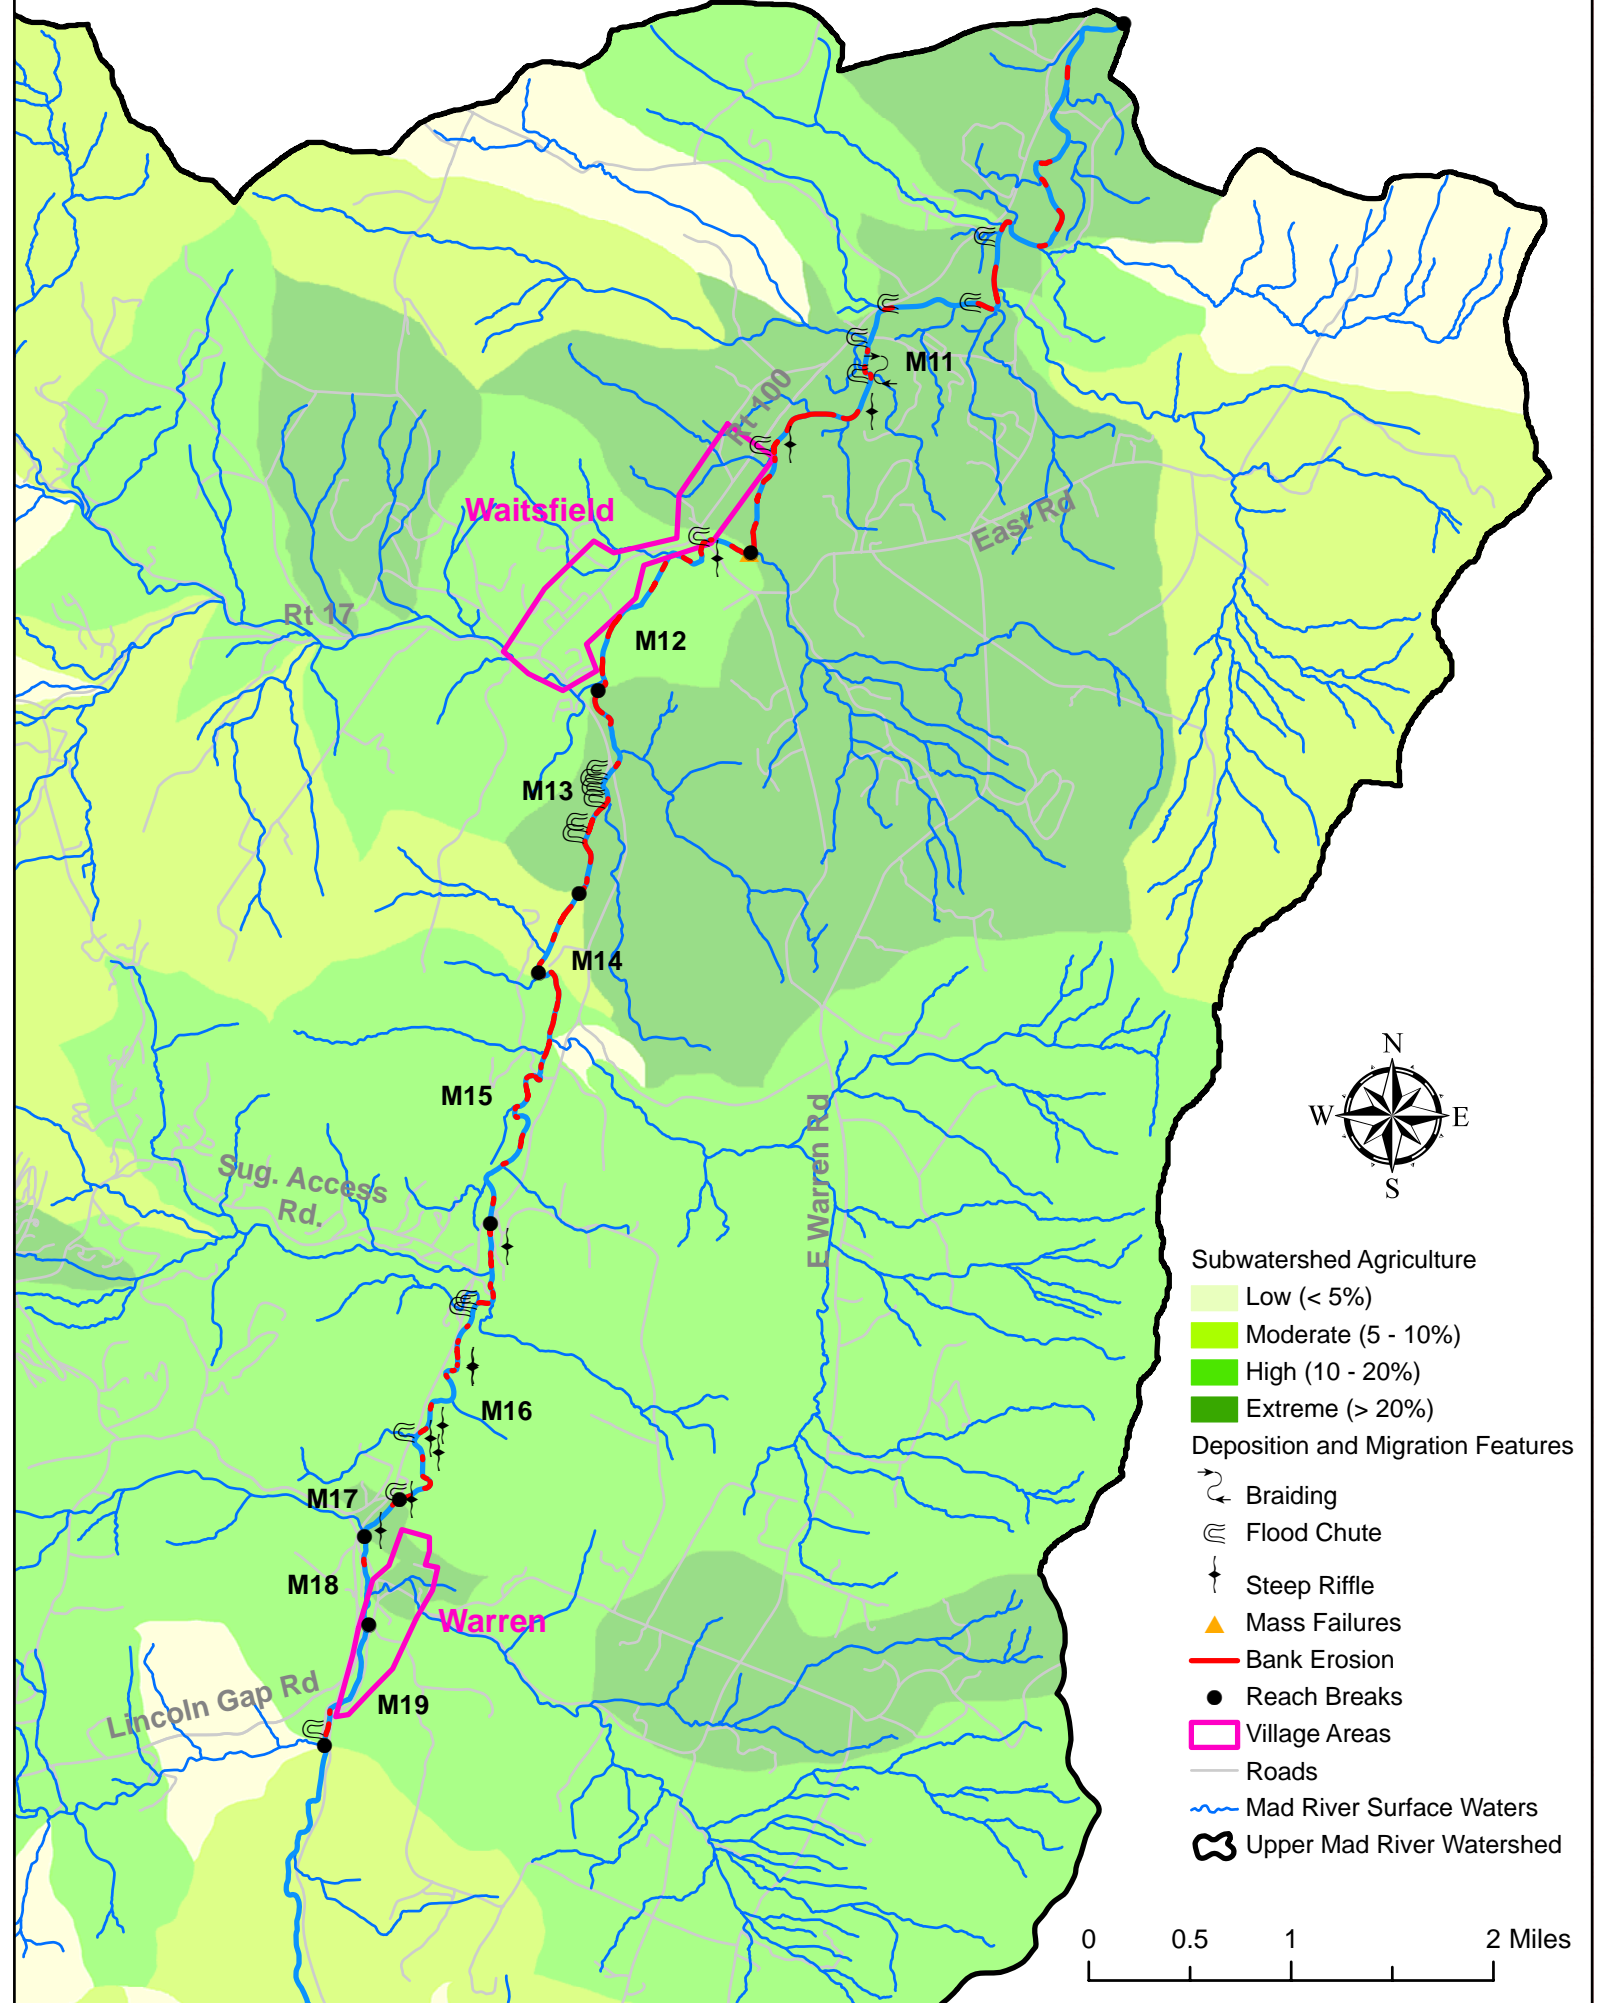 M11
Rt 100
Waitsfield
East Rd
Rt 17
M12
M13
M14
M15
Sug. Access
Rd.
E Warren Rd
M16
M17
M18
Warren
Lincoln Gap Rd
M19
N
W
E
S
Subwatershed Agriculture
Low (< 5%)
Moderate (5 - 10%)
High (10 - 20%)
Extreme (> 20%)
Deposition and Migration Features
Braiding
Flood Chute
Steep Riffle
Mass Failures
Bank Erosion
Reach Breaks
Village Areas
Roads
Mad River Surface Waters
Upper Mad River Watershed
0 0.5 1 2 Miles